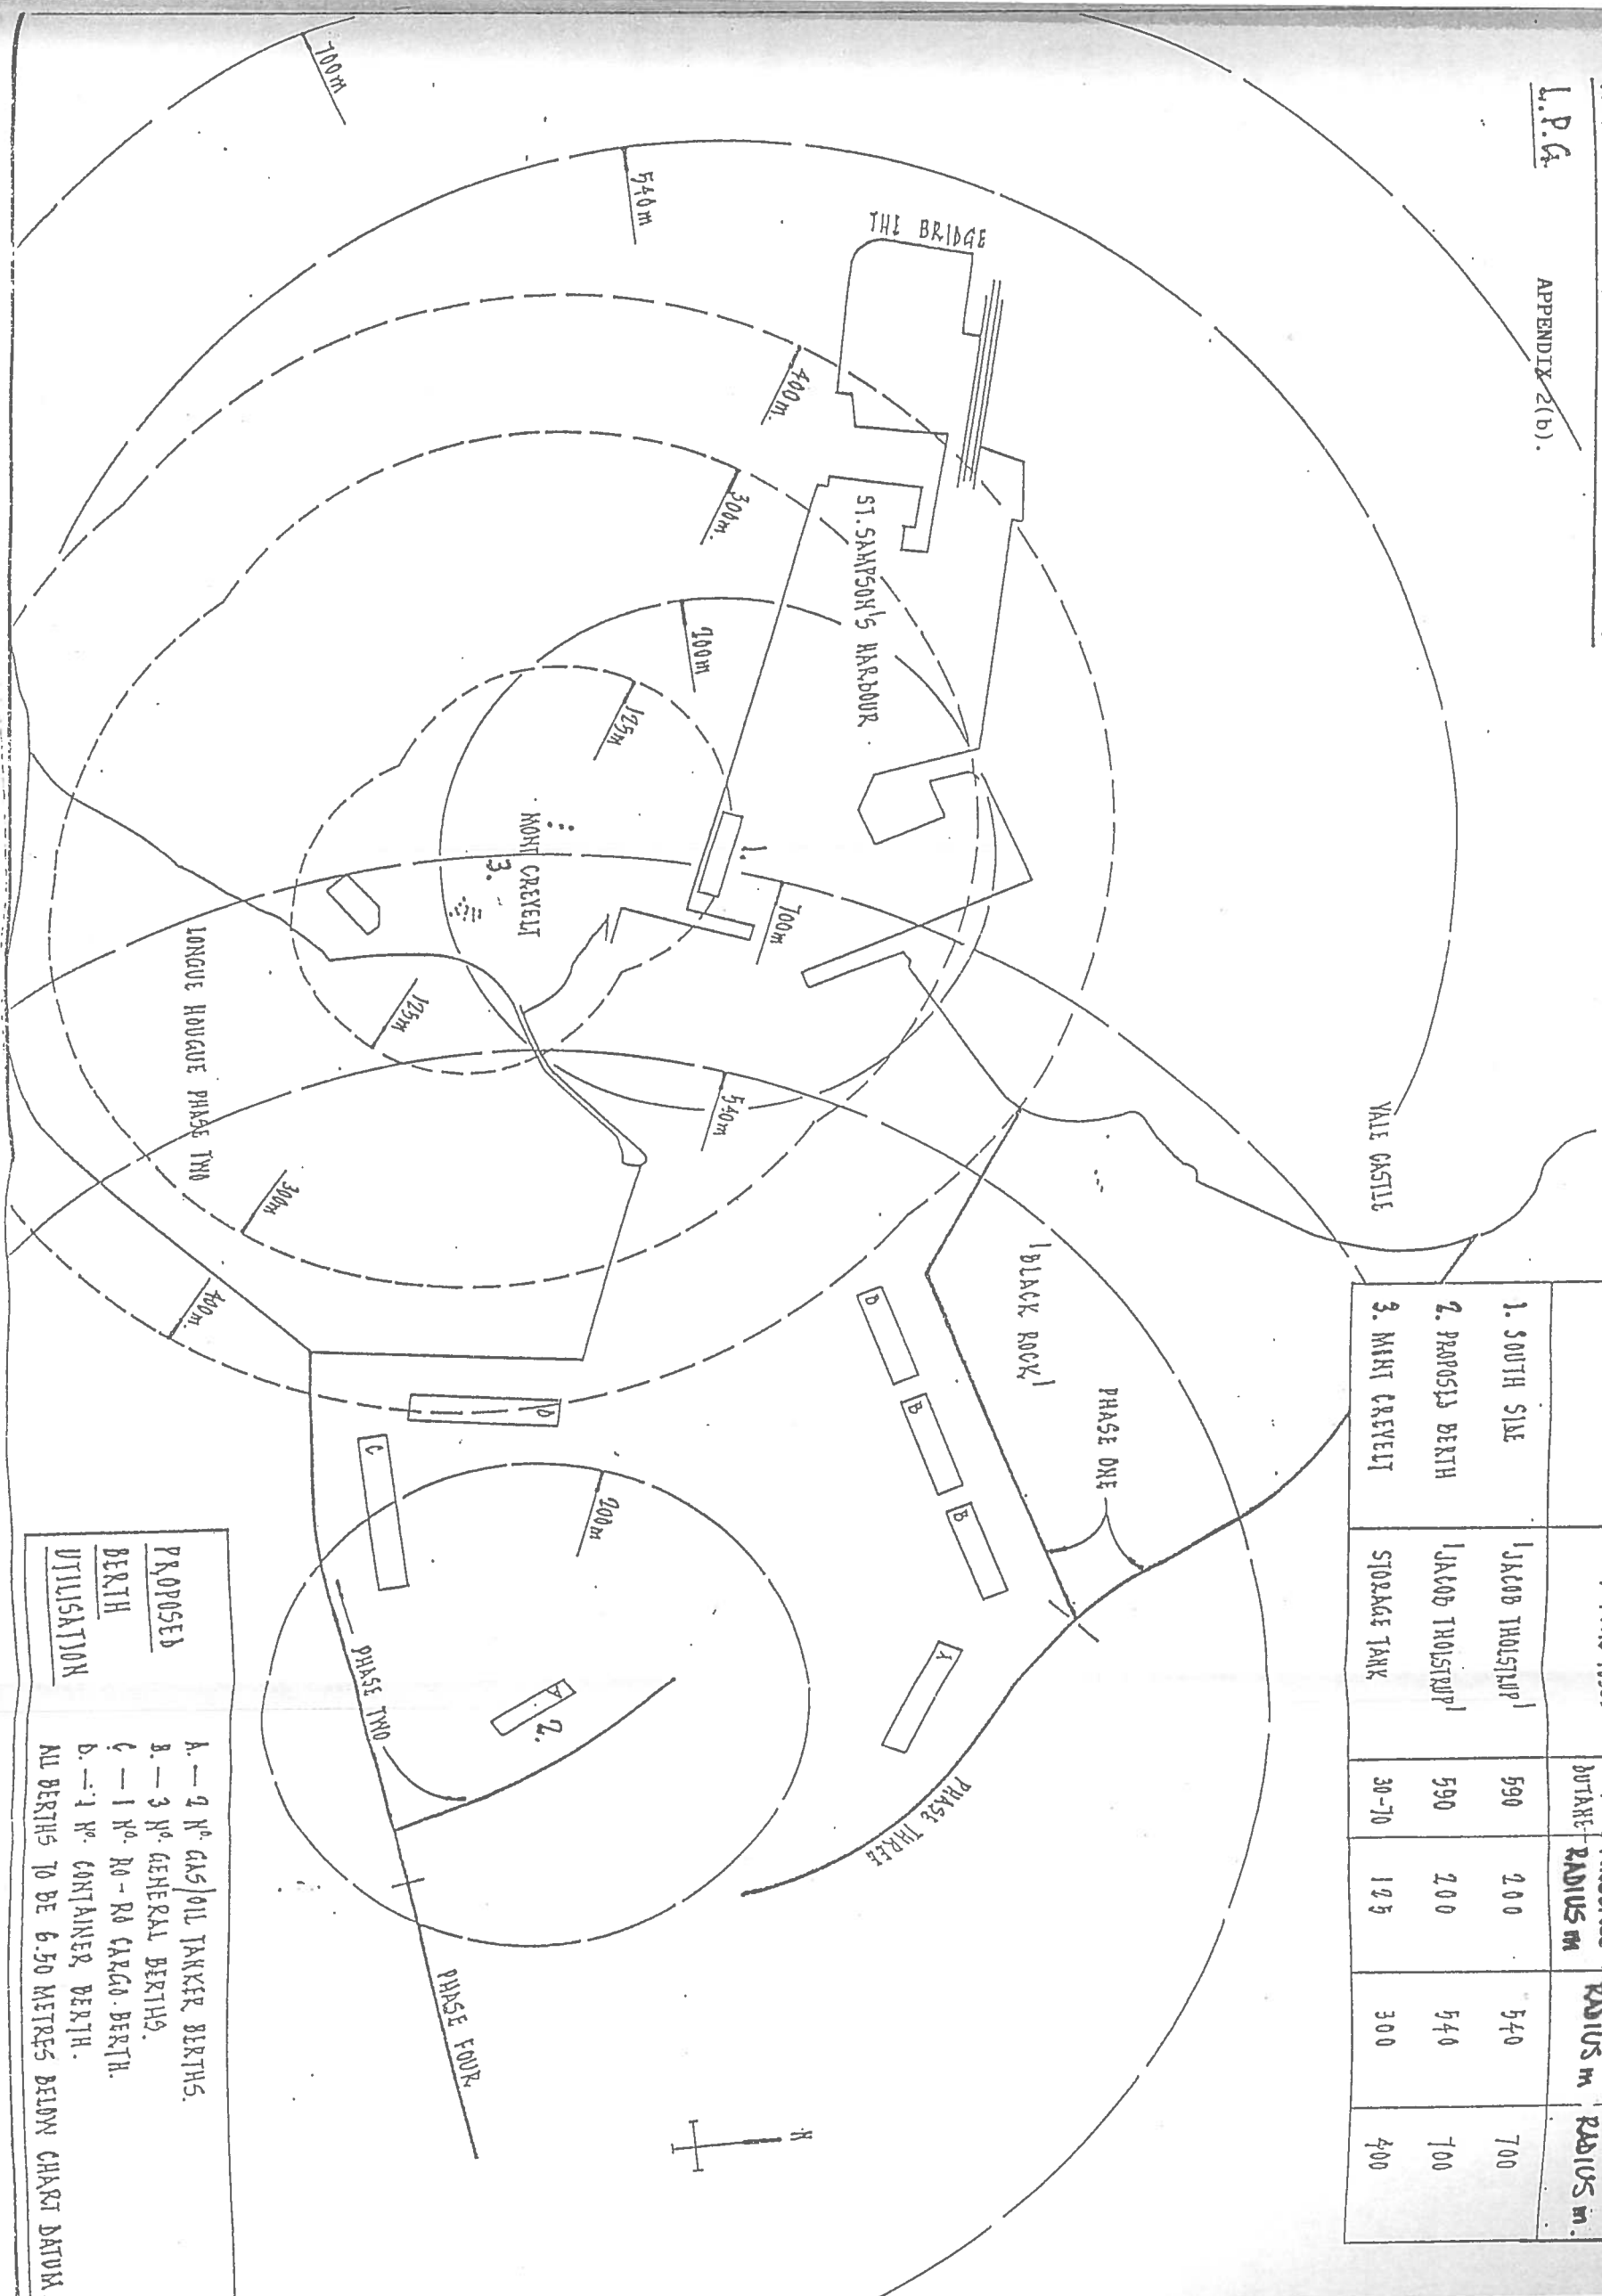 L.P.G
APPENDIX 2(b).
BUTANE
RADIUS m
RADIUS m
RADIUS m.
1. SOUTH SIDE
'JACOB THOLSTRUP'
590
200
540
700
2. PROPOSED BERTH
'JACOB THOLSTRUP'
590
200
540
700
3. MONT CREVELT
STORAGE TANK
30-70
125
300
400
VALE CASTLE
THE BRIDGE
ST. SAMPSON'S HARBOUR
MONT CREVELT
3.
1.
LONGUE HOUGUE PHASE TWO
'BLACK ROCK'
PHASE ONE
PHASE THREE
PHASE TWO
PHASE FOUR
700m
540m
400m.
300m.
200m
125m
700m
540m
125m
300m
400m.
200m
B
B
B
A
D
C
A
2.
N
PROPOSED
BERTH
UTILISATION
A. — 2 Nº. GAS/OIL TANKER BERTHS.
B. — 3 Nº. GENERAL BERTHS.
C — 1 Nº. RO-RO CARGO. BERTH.
D. — 1 Nº. CONTAINER BERTH.
ALL BERTHS TO BE 6.50 METRES BELOW CHART DATUM